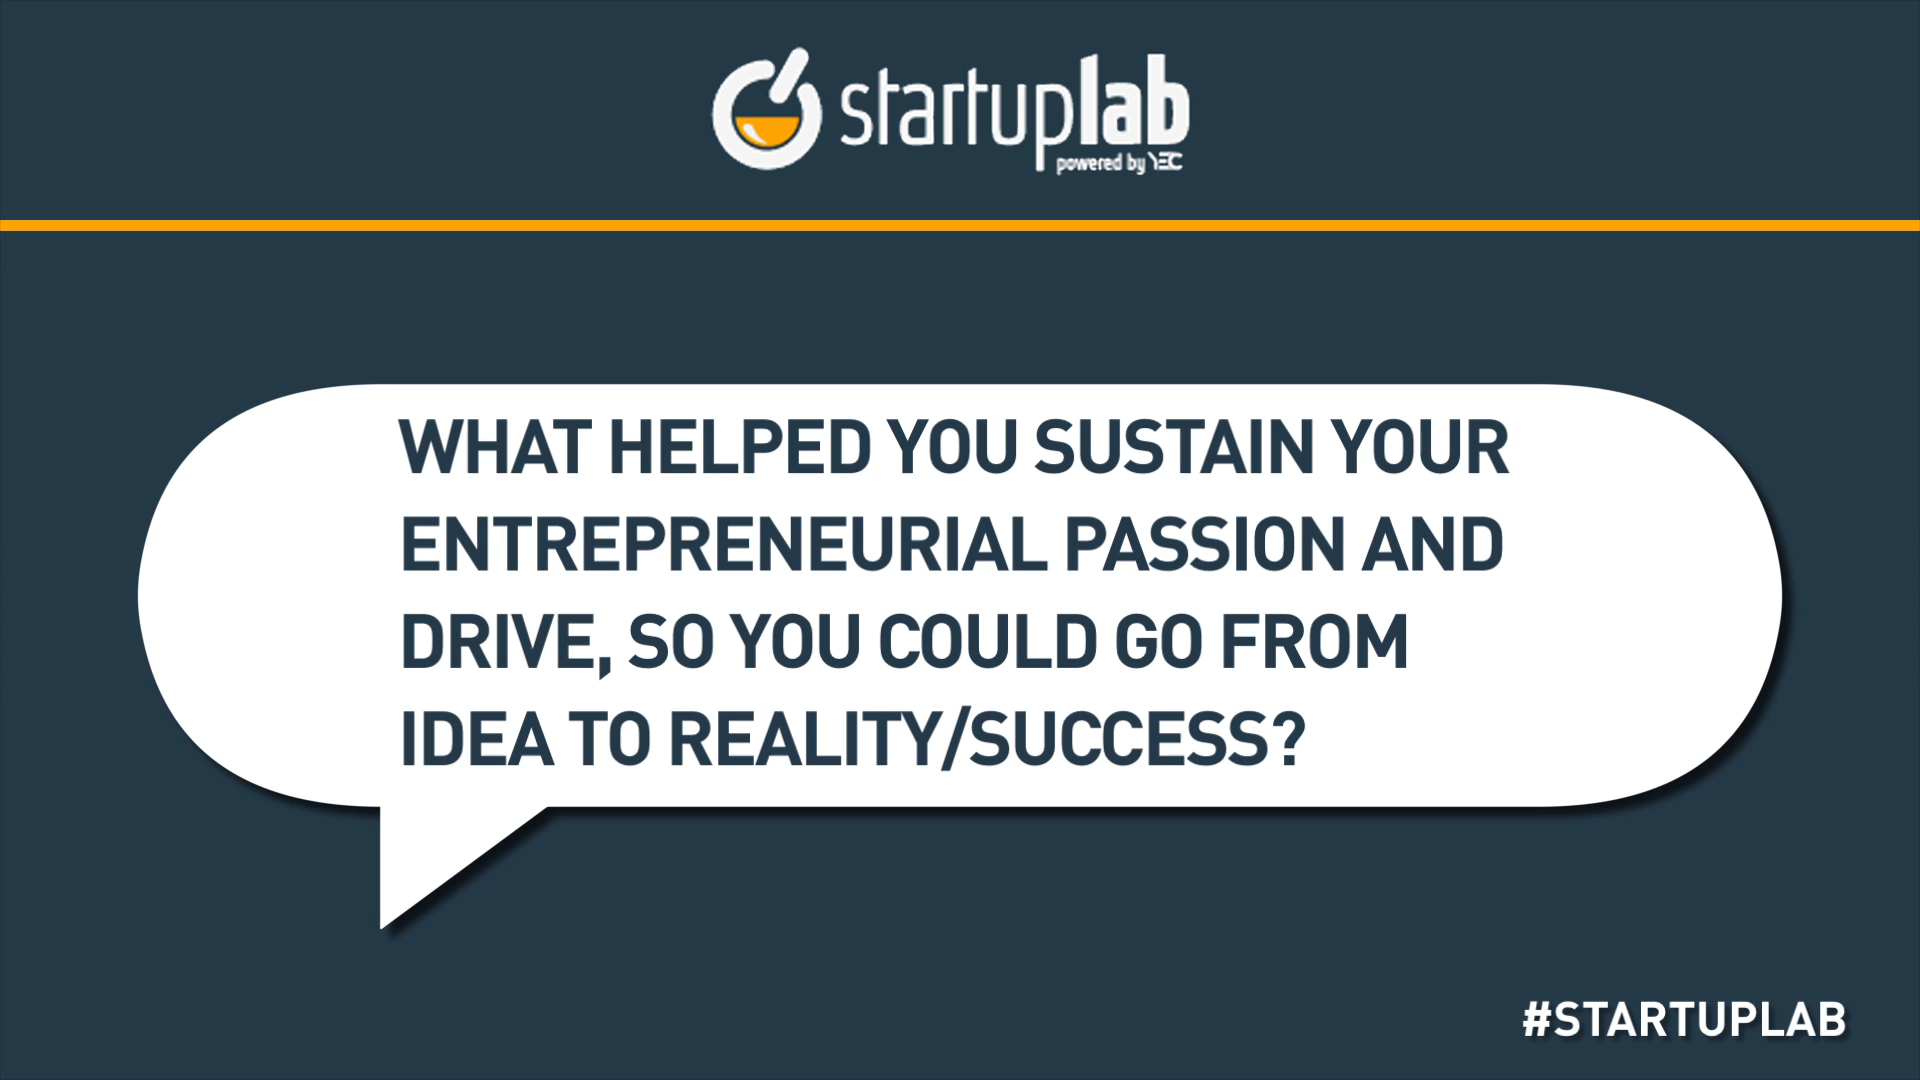 startuplab
powered by YEC
WHAT HELPED YOU SUSTAIN YOUR
ENTREPRENEURIAL PASSION AND
DRIVE, SO YOU COULD GO FROM
IDEA TO REALITY/SUCCESS?
#STARTUPLAB